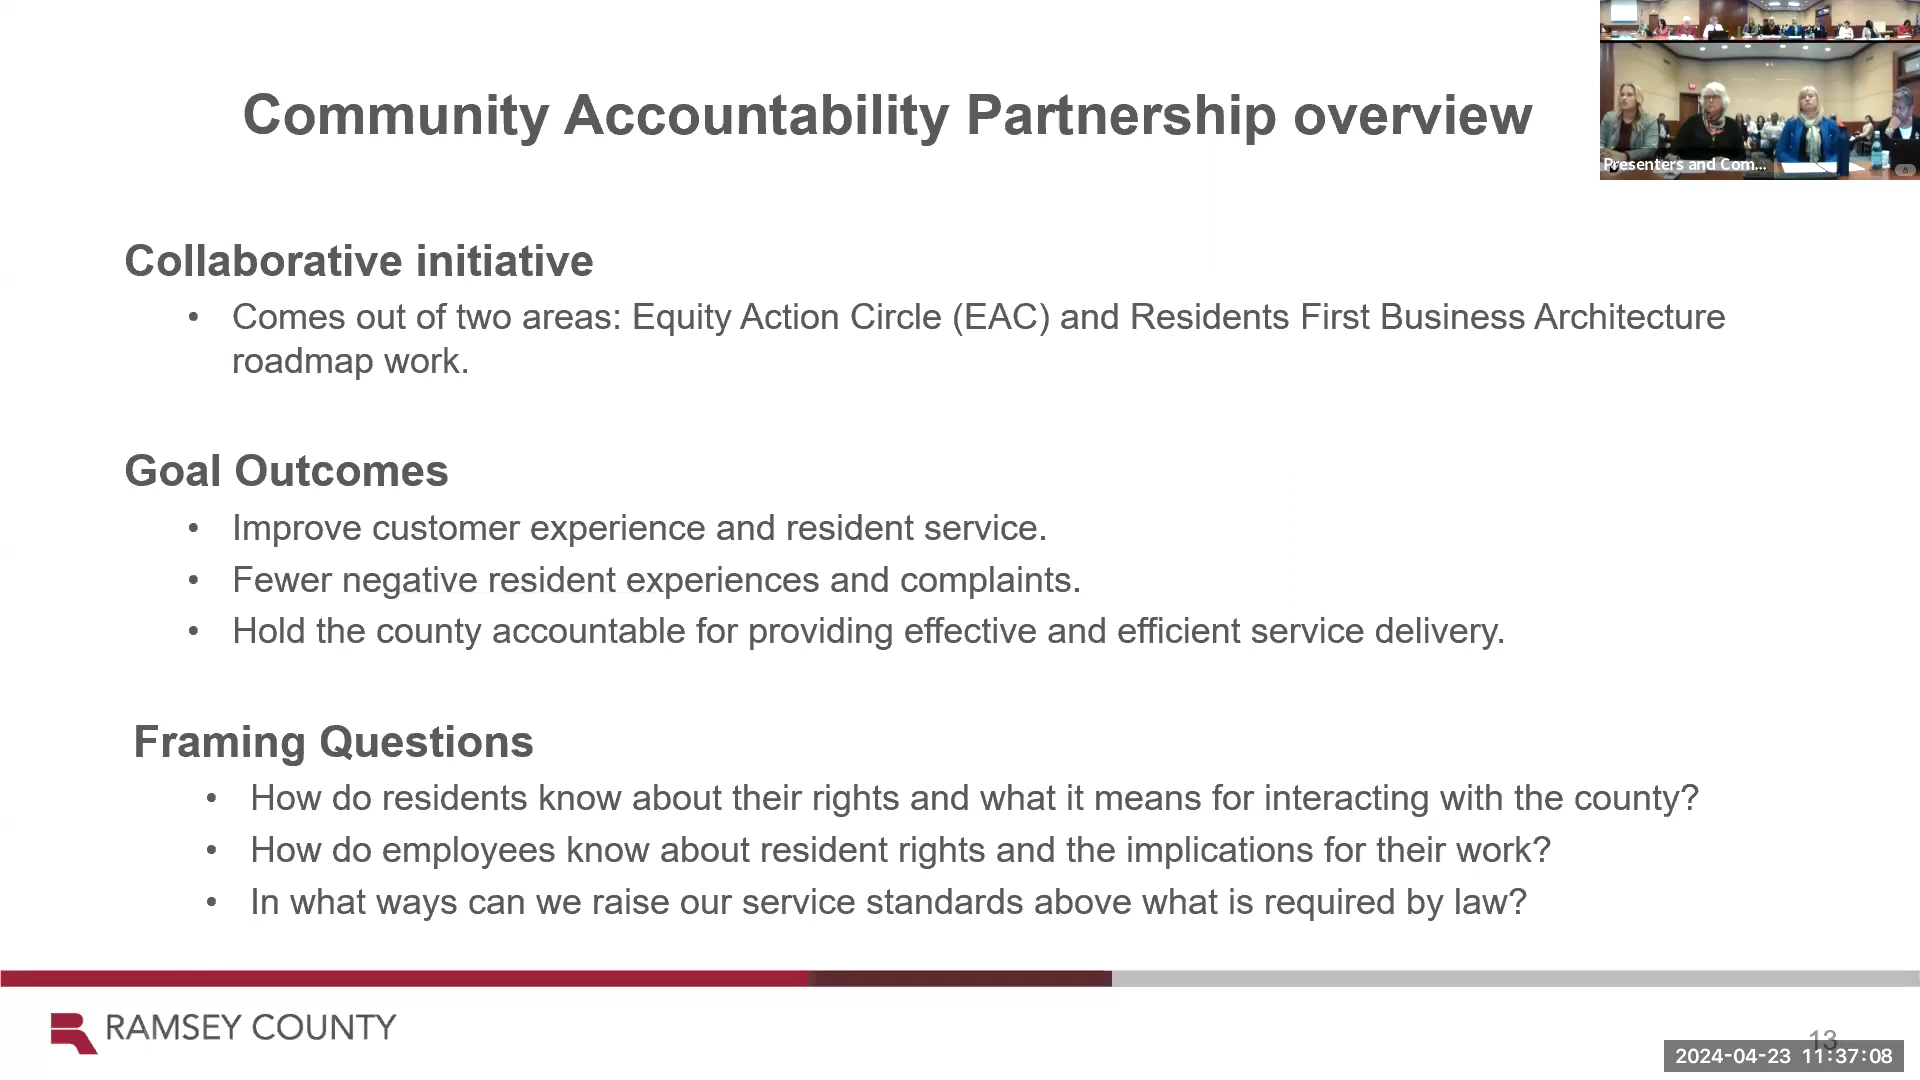 Community Accountability Partnership overview
Presenters and Com...
Collaborative initiative
• Comes out of two areas: Equity Action Circle (EAC) and Residents First Business Architecture
roadmap work.
Goal Outcomes
• Improve customer experience and resident service.
• Fewer negative resident experiences and complaints.
• Hold the county accountable for providing effective and efficient service delivery.
Framing Questions
• How do residents know about their rights and what it means for interacting with the county?
• How do employees know about resident rights and the implications for their work?
• In what ways can we raise our service standards above what is required by law?
RAMSEY COUNTY
13
2024-04-23 11:37:08